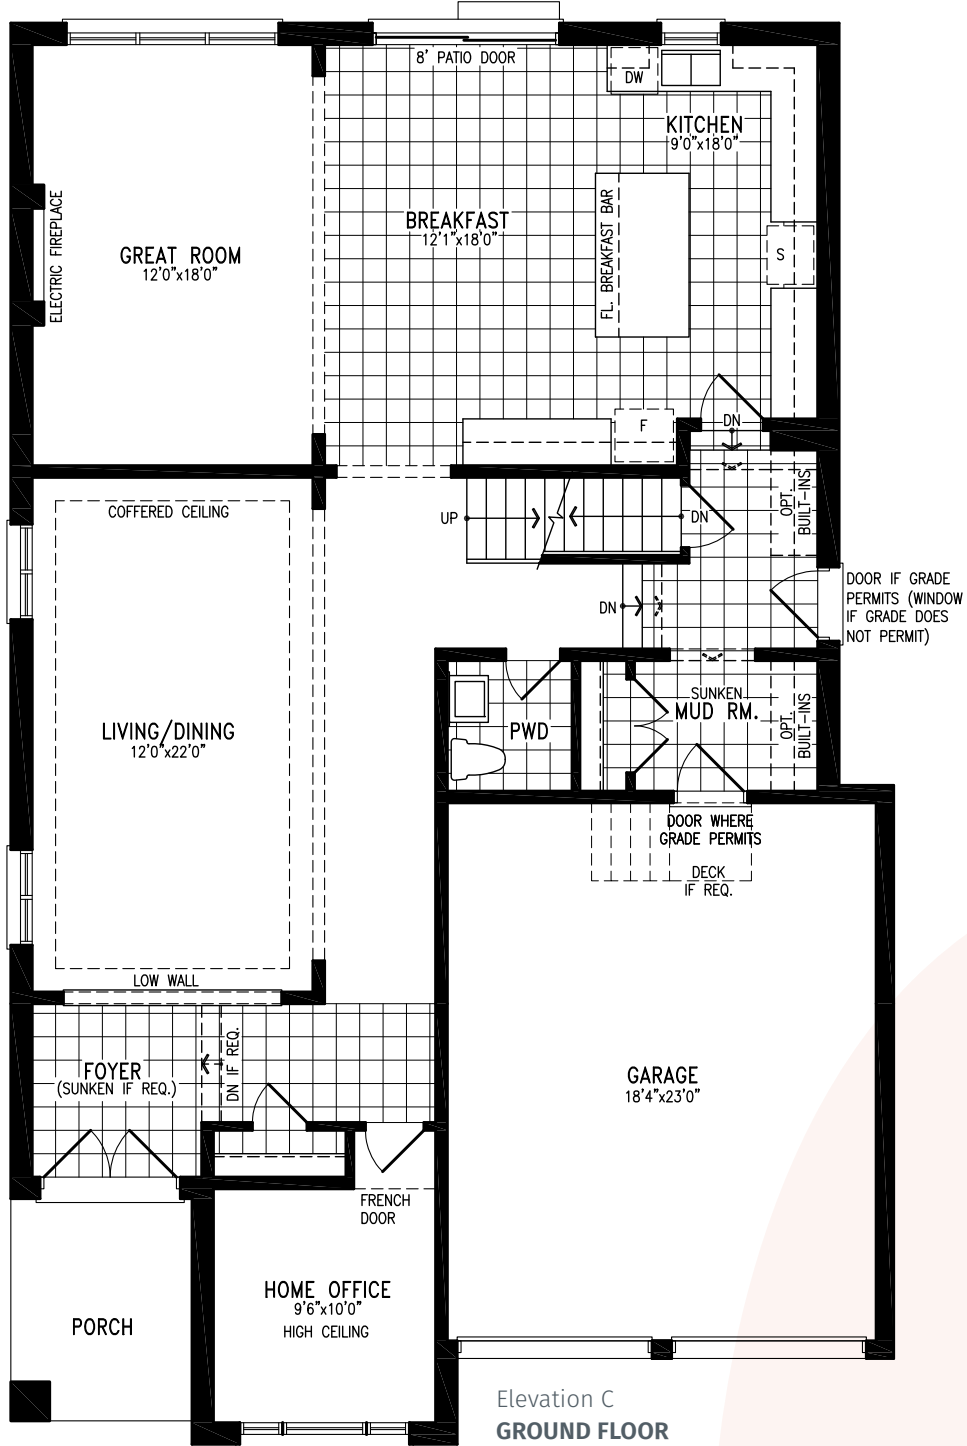 8' PATIO DOOR
DW
KITCHEN
9'0"x18'0"
ELECTRIC FIREPLACE
FL. BREAKFAST BAR
BREAKFAST
12'1"x18'0"
GREAT ROOM
12'0"x18'0"
S
F
DN
COFFERED CEILING
UP
DN
OPT.
BUILT-INS
DOOR IF GRADE
PERMITS (WINDOW
IF GRADE DOES
NOT PERMIT)
DN
SUNKEN
MUD RM.
OPT.
BUILT-INS
LIVING/DINING
12'0"x22'0"
PWD
DOOR WHERE
GRADE PERMITS
DECK
IF REQ.
LOW WALL
DN IF REQ.
FOYER
(SUNKEN IF REQ.)
GARAGE
18'4"x23'0"
FRENCH
DOOR
HOME OFFICE
9'6"x10'0"
HIGH CEILING
PORCH
Elevation C
GROUND FLOOR